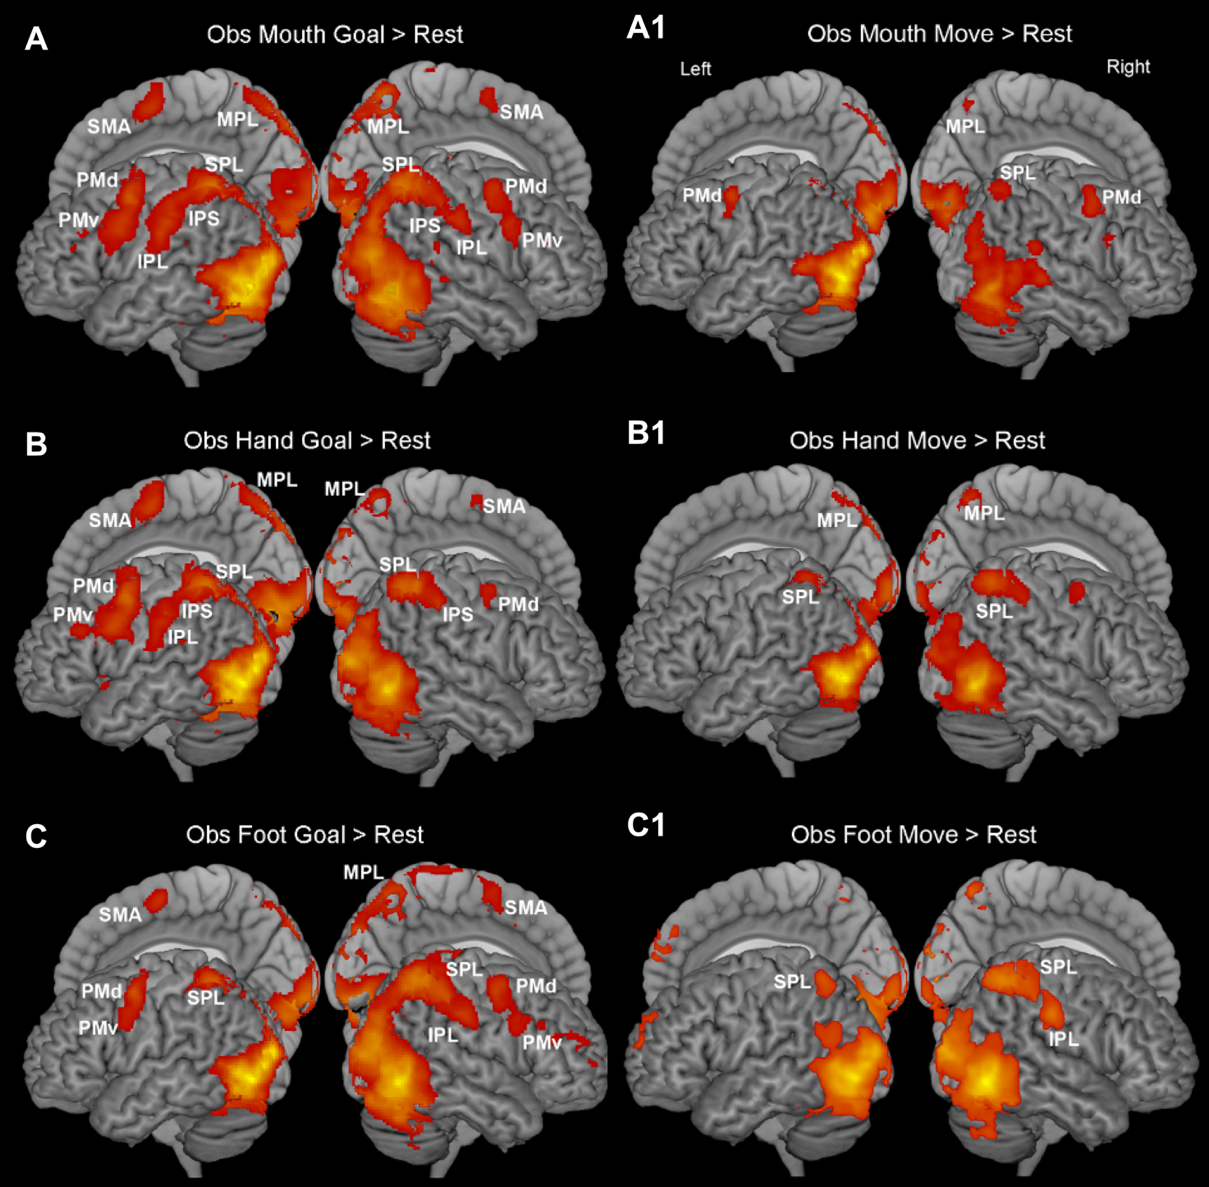 A
Obs Mouth Goal > Rest
SMA
MPL
MPL
SMA
SPL
SPL
PMd
PMd
PMv
IPS
IPS
PMv
IPL
IPL
A1
Obs Mouth Move > Rest
Left
Right
MPL
SPL
PMd
PMd
B
Obs Hand Goal > Rest
MPL
MPL
SMA
SMA
SPL
SPL
PMd
PMd
PMv
IPS
IPS
IPL
B1
Obs Hand Move > Rest
MPL
MPL
SPL
SPL
C
Obs Foot Goal > Rest
MPL
SMA
SMA
SPL
PMd
SPL
PMd
PMv
IPL
PMv
C1
Obs Foot Move > Rest
SPL
SPL
IPL